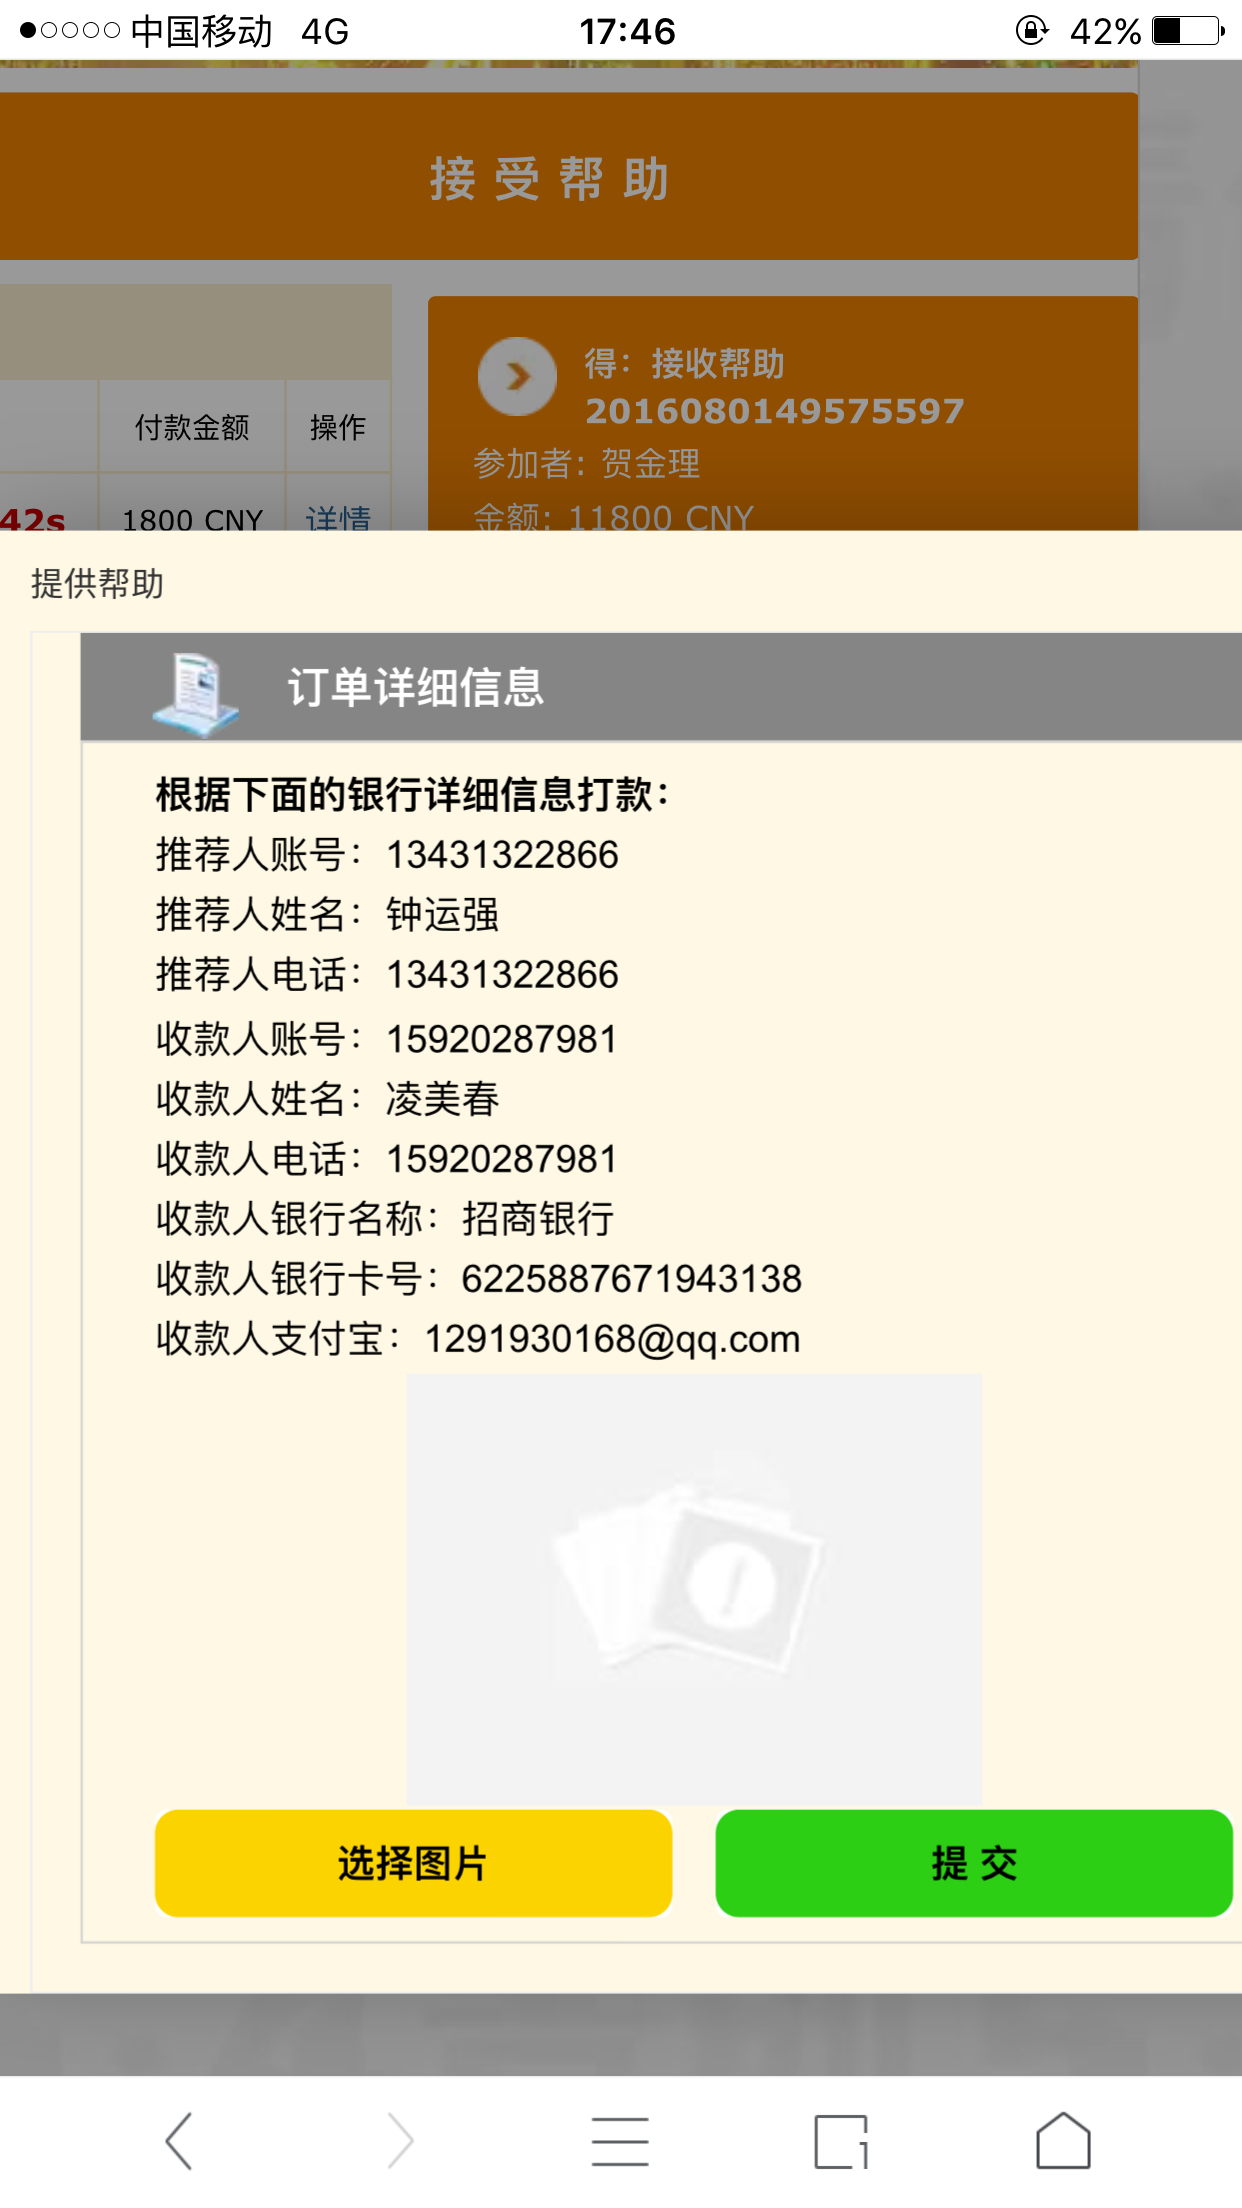 中国移动 4G 17:46 42%
接受帮助
得：接收帮助
2016080149575597
付款金额 操作
参加者：贺金理
42s 1800 CNY 详情
金额：11800 CNY
提供帮助
订单详细信息
根据下面的银行详细信息打款：
推荐人账号：13431322866
推荐人姓名：钟运强
推荐人电话：13431322866
收款人账号：15920287981
收款人姓名：凌美春
收款人电话：15920287981
收款人银行名称：招商银行
收款人银行卡号：6225887671943138
收款人支付宝：1291930168@qq.com
选择图片 提 交
1